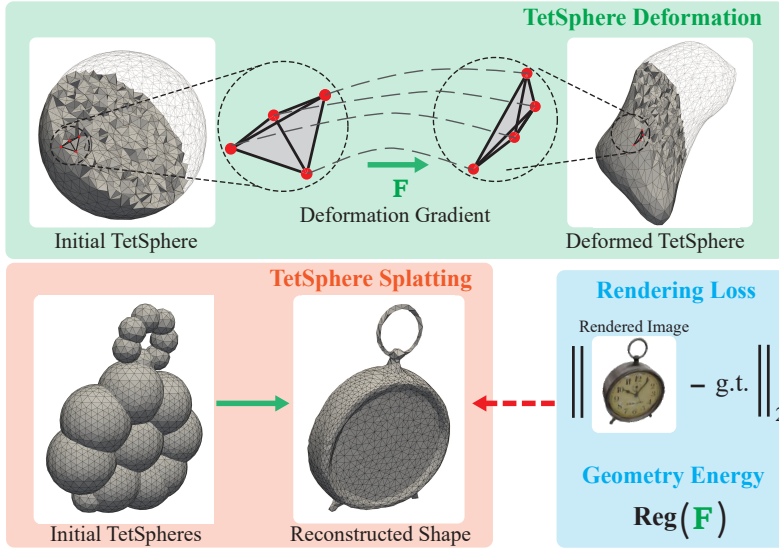 TetSphere Deformation
F
Deformation Gradient
Initial TetSphere
Deformed TetSphere
TetSphere Splatting
Initial TetSpheres
Reconstructed Shape
Rendering Loss
Rendered Image
‖ – g.t. ‖₂
Geometry Energy
Reg(F)